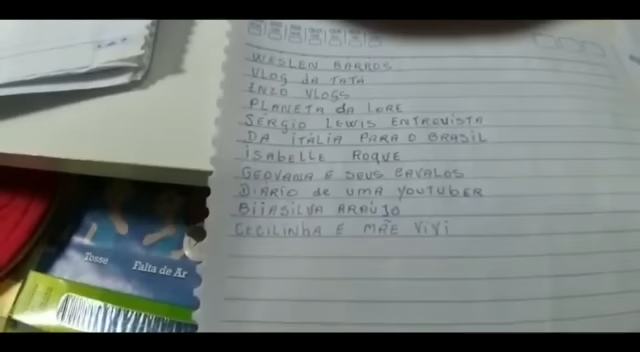 WESLEN BARROS
VLOG da TATA
ENZO VLOGS
PLANETA da LORE
SERGIO LEWIS ENTREVISTA
DA ITÁLIA PARA O BRASIL
ISABELLE ROQUE
GEOVANA E SEUS CAVALOS
DIÁRIO de uma YOUTUBER
BIIASILVA ARAÚJO
CECILINHA E MÃE VIVI
Tosse
Falta de Ar